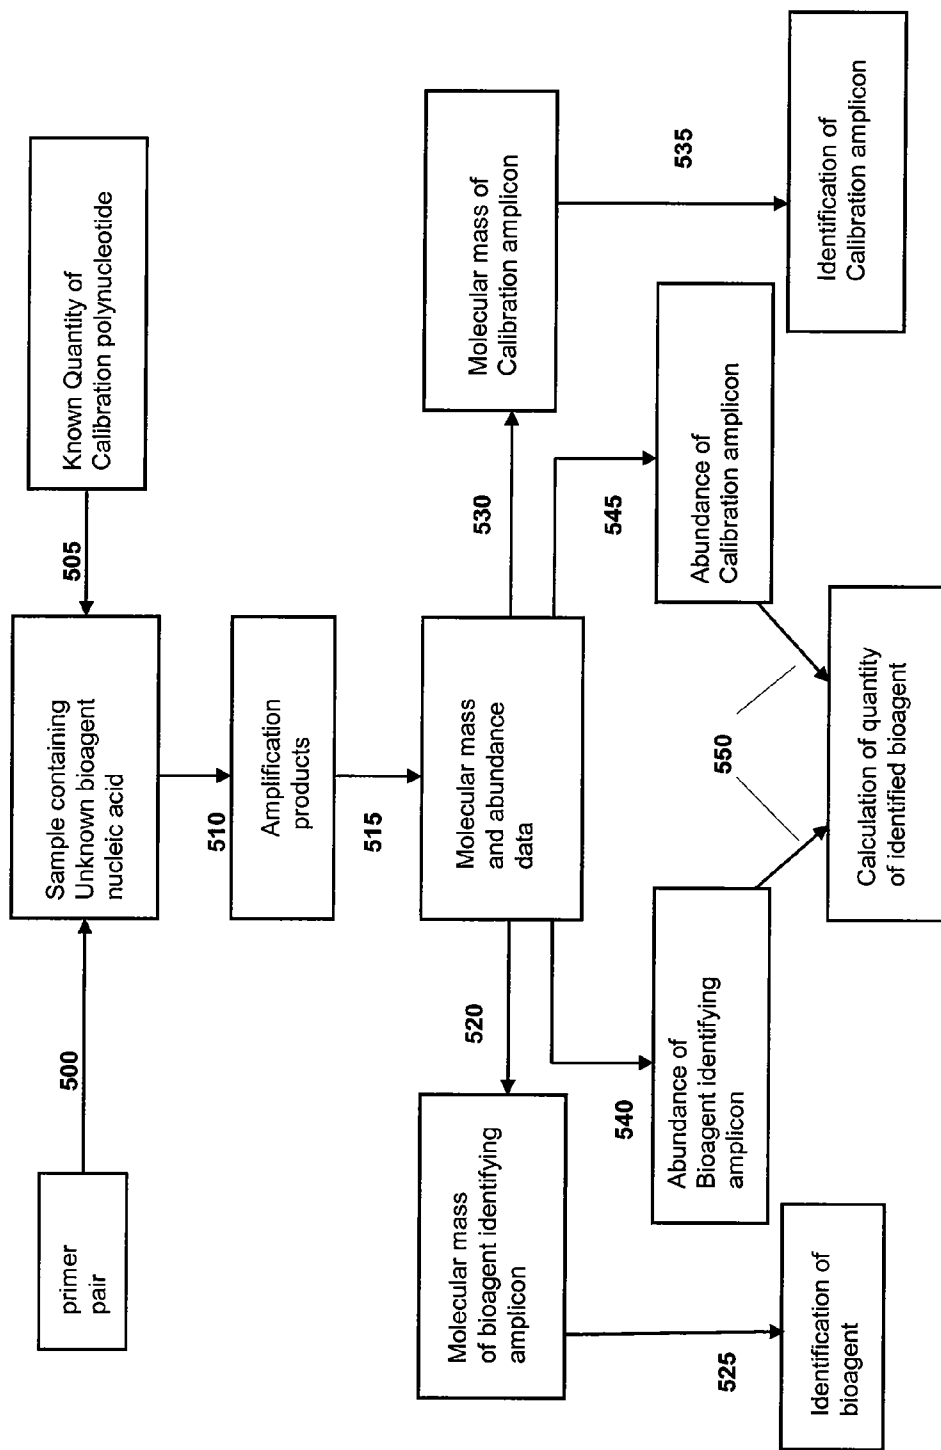 primer
pair
500
Sample containing
Unknown bioagent
nucleic acid
505
Known Quantity of
Calibration polynucleotide
510
Amplification
products
515
Molecular mass
and abundance
data
520
Molecular mass
of bioagent identifying
amplicon
525
Identification of
bioagent
530
Molecular mass of
Calibration amplicon
535
Identification of
Calibration amplicon
540
Abundance of
Bioagent identifying
amplicon
545
Abundance of
Calibration amplicon
550
Calculation of quantity
of identified bioagent